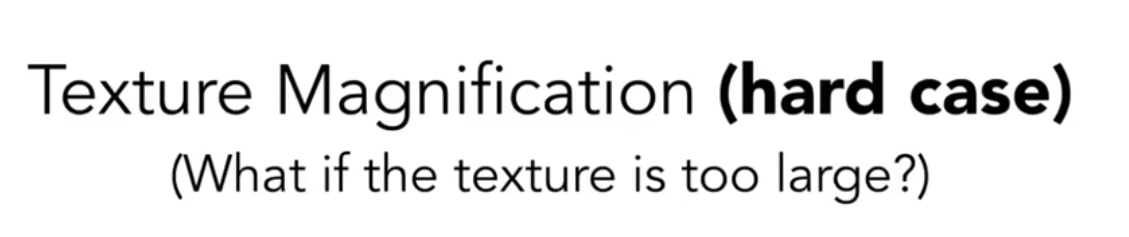 Texture Magnification (hard case)
(What if the texture is too large?)